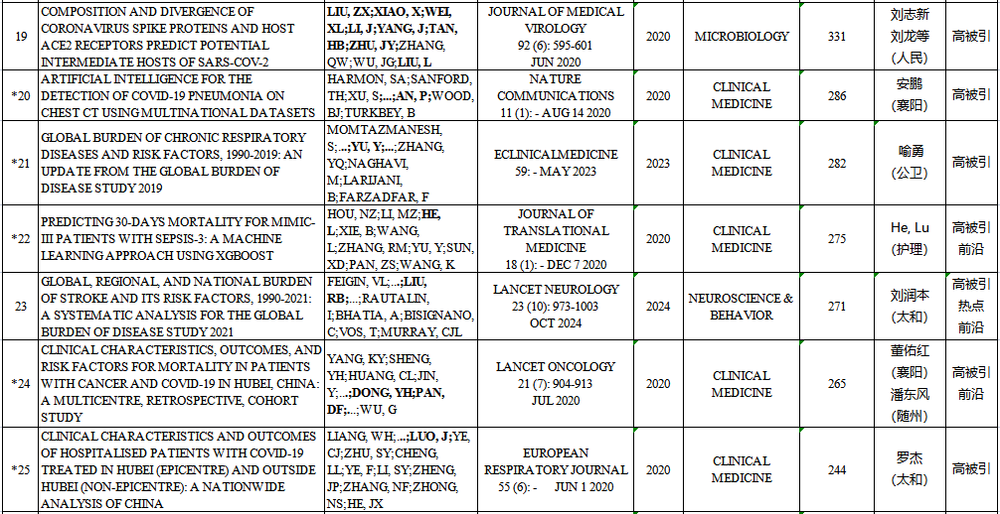 19
COMPOSITION AND DIVERGENCE OF
CORONAVIRUS SPIKE PROTEINS AND HOST
ACE2 RECEPTORS PREDICT POTENTIAL
INTERMEDIATE HOSTS OF SARS-COV-2
LIU, ZX;XIAO, X;WEI,
XL;LI, J;YANG, J;TAN,
HB;ZHU, JY;ZHANG,
QW;WU, JG;LIU, L
JOURNAL OF MEDICAL
VIROLOGY
92 (6): 595-601
JUN 2020
2020
MICROBIOLOGY
331
刘志新
刘龙等
(人民)
高被引
*20
ARTIFICIAL INTELLIGENCE FOR THE
DETECTION OF COVID-19 PNEUMONIA ON
CHEST CT USING MULTINATIONAL DATASETS
HARMON, SA;SANFORD,
TH;XU, S;...;AN, P;WOOD,
BJ;TURKBEY, B
NATURE
COMMUNICATIONS
11 (1): - AUG 14 2020
2020
CLINICAL
MEDICINE
286
安鹏
(襄阳)
高被引
*21
GLOBAL BURDEN OF CHRONIC RESPIRATORY
DISEASES AND RISK FACTORS, 1990-2019: AN
UPDATE FROM THE GLOBAL BURDEN OF
DISEASE STUDY 2019
MOMTAZMANESH,
S;...;YU, Y;...;ZHANG,
YQ;NAGHAVI,
M;LARIJANI,
B;FARZADFAR, F
ECLINICALMEDICINE
59: - MAY 2023
2023
CLINICAL
MEDICINE
282
喻勇
(公卫)
高被引
*22
PREDICTING 30-DAYS MORTALITY FOR MIMIC-
III PATIENTS WITH SEPSIS-3: A MACHINE
LEARNING APPROACH USING XGBOOST
HOU, NZ;LI, MZ;HE,
L;XIE, B;WANG,
L;ZHANG, RM;YU, Y;SUN,
XD;PAN, ZS;WANG, K
JOURNAL OF
TRANSLATIONAL
MEDICINE
18 (1): - DEC 7 2020
2020
CLINICAL
MEDICINE
275
He, Lu
(护理)
高被引
前沿
23
GLOBAL, REGIONAL, AND NATIONAL BURDEN
OF STROKE AND ITS RISK FACTORS, 1990-2021:
A SYSTEMATIC ANALYSIS FOR THE GLOBAL
BURDEN OF DISEASE STUDY 2021
FEIGIN, VL;...;LIU,
RB;...;RAUTALIN,
I;BHATIA, A;BISIGNANO,
C;VOS, T;MURRAY, CJL
LANCET NEUROLOGY
23 (10): 973-1003
OCT 2024
2024
NEUROSCIENCE &
BEHAVIOR
271
刘润本
(太和)
高被引
热点
前沿
*24
CLINICAL CHARACTERISTICS, OUTCOMES, AND
RISK FACTORS FOR MORTALITY IN PATIENTS
WITH CANCER AND COVID-19 IN HUBEI, CHINA:
A MULTICENTRE, RETROSPECTIVE, COHORT
STUDY
YANG, KY;SHENG,
YH;HUANG, CL;JIN,
Y;...;DONG, YH;PAN,
DF;...;WU, G
LANCET ONCOLOGY
21 (7): 904-913
JUL 2020
2020
CLINICAL
MEDICINE
265
董佑红
(襄阳)
潘东风
(随州)
高被引
前沿
*25
CLINICAL CHARACTERISTICS AND OUTCOMES
OF HOSPITALISED PATIENTS WITH COVID-19
TREATED IN HUBEI (EPICENTRE) AND OUTSIDE
HUBEI (NON-EPICENTRE): A NATIONWIDE
ANALYSIS OF CHINA
LIANG, WH;...;LUO, J;YE,
CJ;ZHU, SY;CHENG,
LL;YE, F;LI, SY;ZHENG,
JP;ZHANG, NF;ZHONG,
NS;HE, JX
EUROPEAN
RESPIRATORY JOURNAL
55 (6): - JUN 1 2020
2020
CLINICAL
MEDICINE
244
罗杰
(太和)
高被引